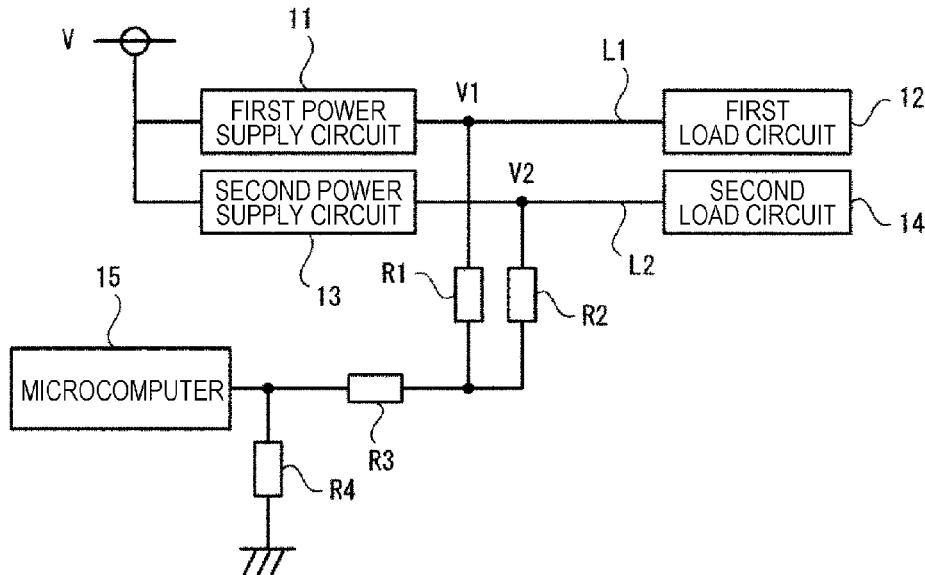 11
V
V1
L1
FIRST POWER
SUPPLY CIRCUIT
FIRST
LOAD CIRCUIT
12
V2
SECOND POWER
SUPPLY CIRCUIT
SECOND
LOAD CIRCUIT
14
13
L2
R1
R2
15
MICROCOMPUTER
R3
R4